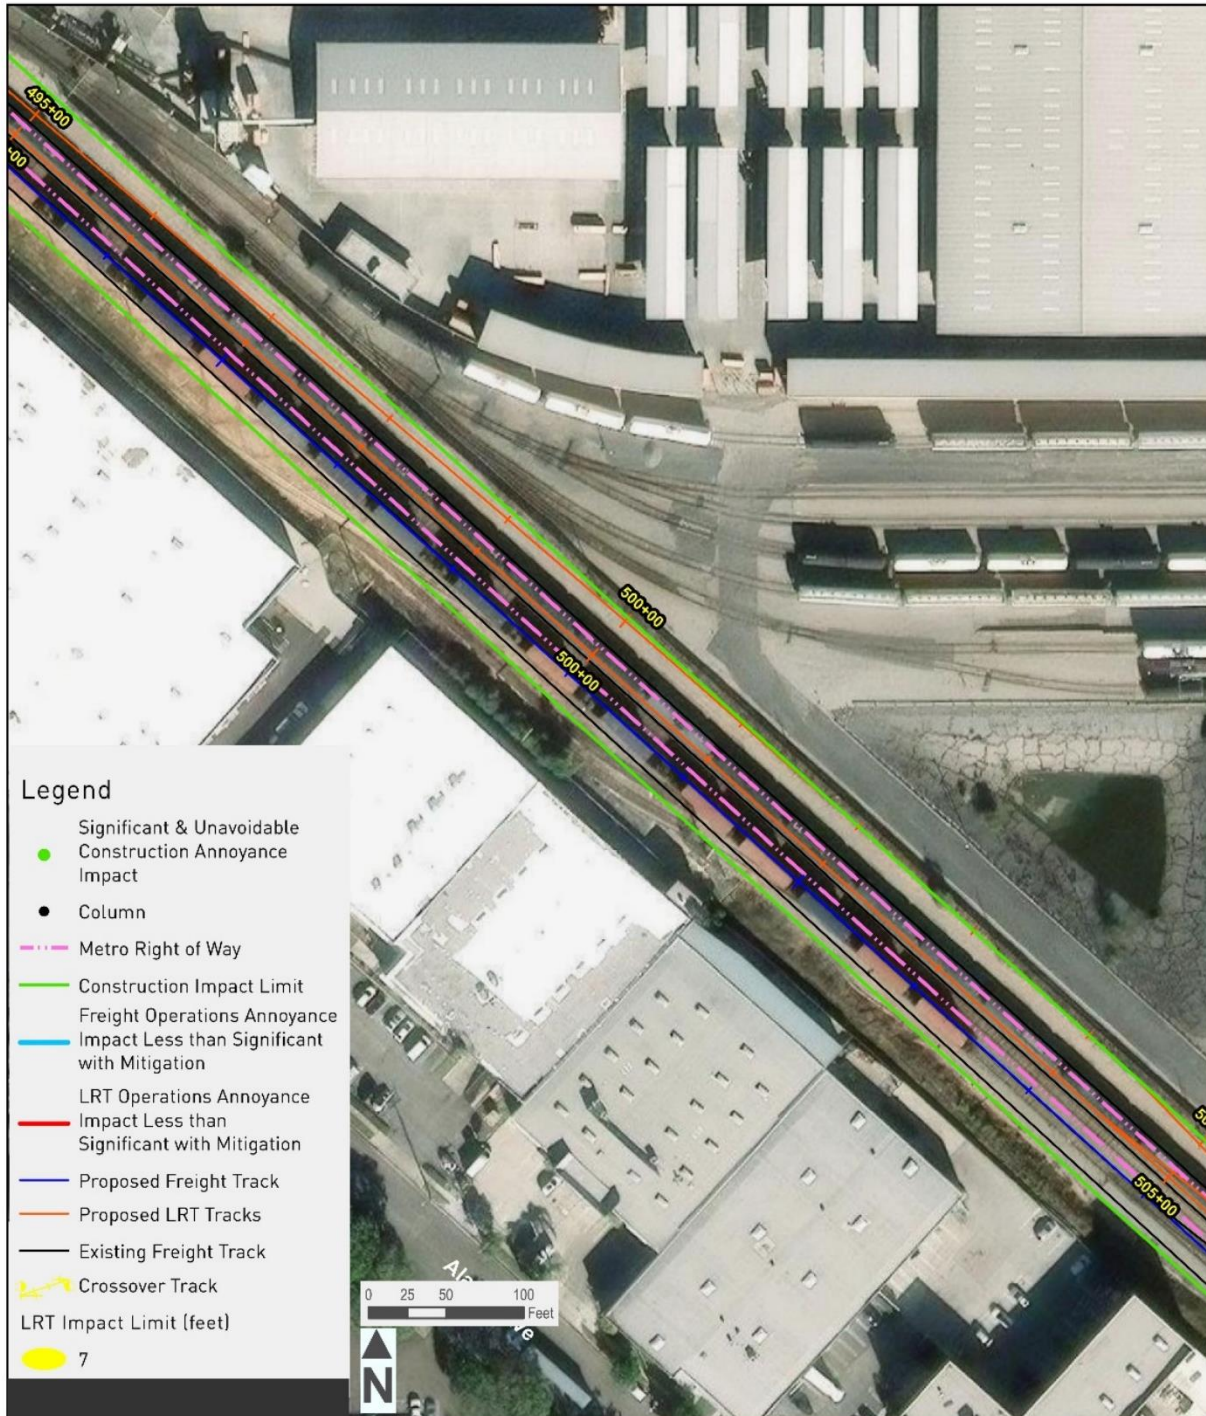 495+00
+00
500+00
500+00
50
505+00
Legend
Significant & Unavoidable
Construction Annoyance
Impact
Column
Metro Right of Way
Construction Impact Limit
Freight Operations Annoyance
Impact Less than Significant
with Mitigation
LRT Operations Annoyance
Impact Less than
Significant with Mitigation
Proposed Freight Track
Proposed LRT Tracks
Existing Freight Track
Crossover Track
LRT Impact Limit (feet)
7
0 25 50 100
Feet
N